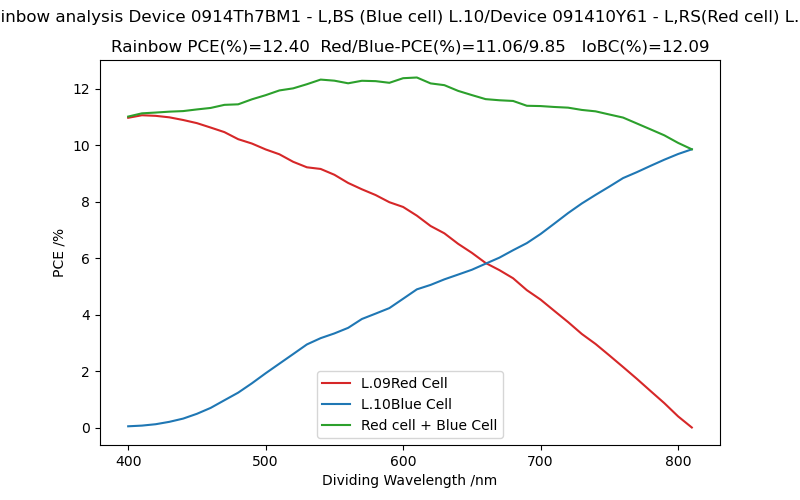 inbow analysis Device 0914Th7BM1 - L,BS (Blue cell) L.10/Device 091410Y61 - L,RS(Red cell) L.
Rainbow PCE(%)=12.40 Red/Blue-PCE(%)=11.06/9.85 IoBC(%)=12.09
12
10
8
6
4
2
0
PCE /%
L.09Red Cell
L.10Blue Cell
Red cell + Blue Cell
400 500 600 700 800
Dividing Wavelength /nm